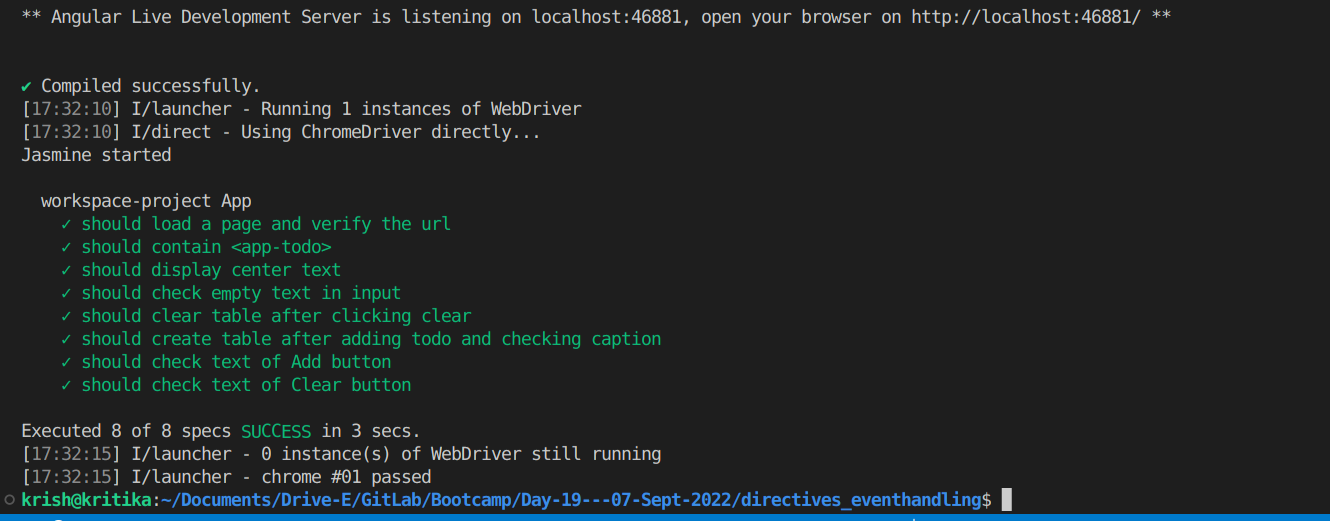 ** Angular Live Development Server is listening on localhost:46881, open your browser on http://localhost:46881/ **
✔ Compiled successfully.
[17:32:10] I/launcher - Running 1 instances of WebDriver
[17:32:10] I/direct - Using ChromeDriver directly...
Jasmine started
workspace-project App
✓ should load a page and verify the url
✓ should contain <app-todo>
✓ should display center text
✓ should check empty text in input
✓ should clear table after clicking clear
✓ should create table after adding todo and checking caption
✓ should check text of Add button
✓ should check text of Clear button
Executed 8 of 8 specs SUCCESS in 3 secs.
[17:32:15] I/launcher - 0 instance(s) of WebDriver still running
[17:32:15] I/launcher - chrome #01 passed
krish@kritika:~/Documents/Drive-E/GitLab/Bootcamp/Day-19---07-Sept-2022/directives_eventhandling$